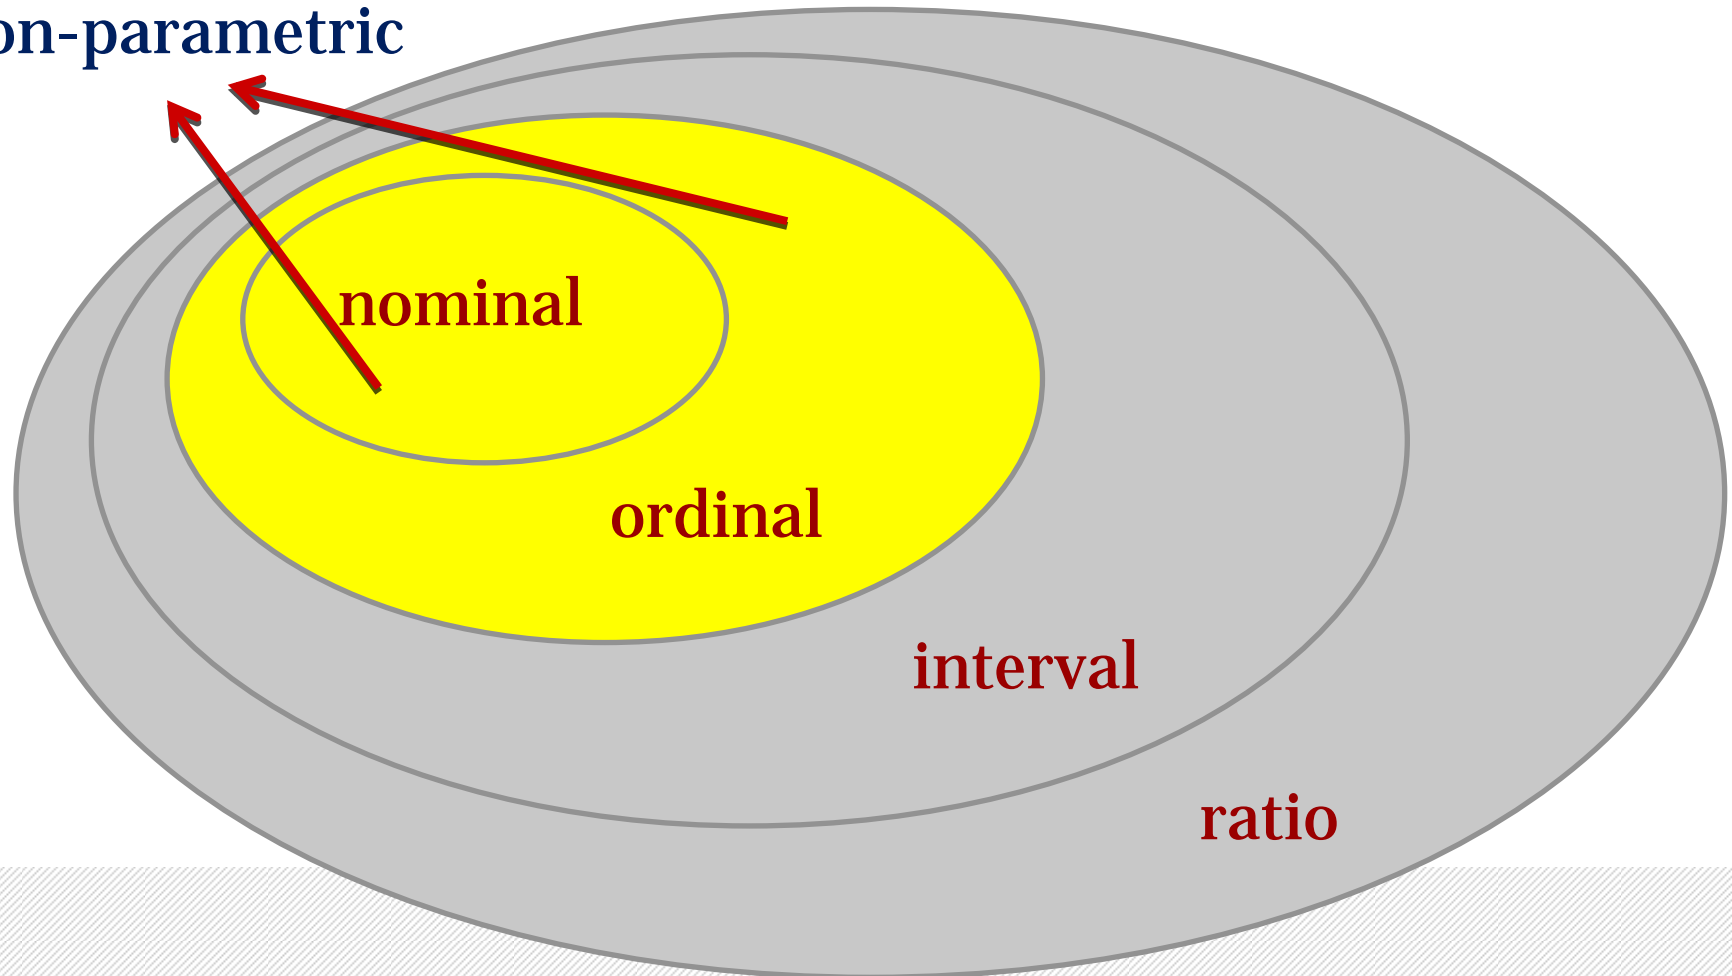 on-parametric
nominal
ordinal
interval
ratio